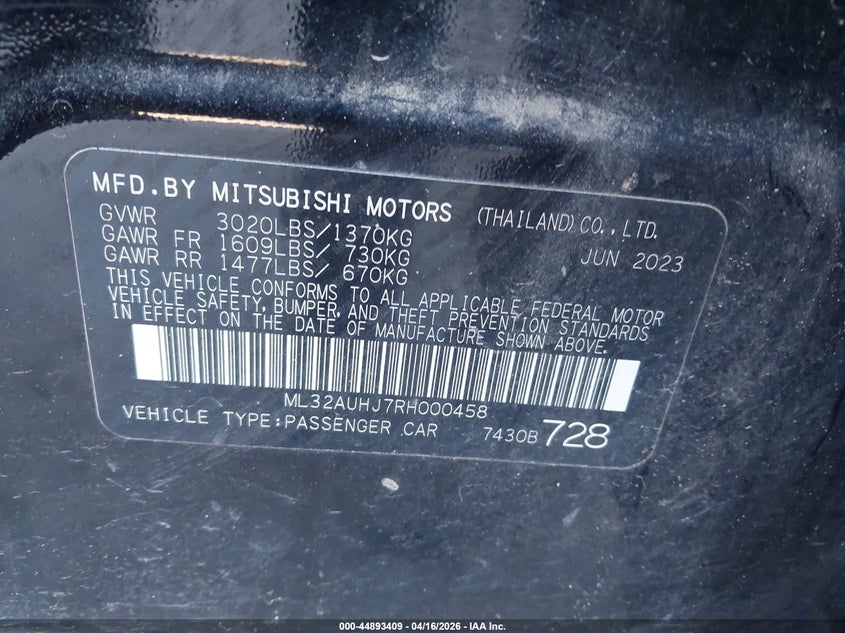 MFD.BY MITSUBISHI MOTORS (THAILAND) CO., LTD.
GVWR 3020LBS/1370KG
GAWR FR 1609LBS/ 730KG JUN 2023
GAWR RR 1477LBS/ 670KG
THIS VEHICLE CONFORMS TO ALL APPLICABLE FEDERAL MOTOR
VEHICLE SAFETY, BUMPER, AND THEFT PREVENTION STANDARDS
IN EFFECT ON THE DATE OF MANUFACTURE SHOWN ABOVE.
ML32AUHJ7RH000458
VEHICLE TYPE:PASSENGER CAR 7430B 728
000-44893409 - 04/16/2026 - IAA Inc.